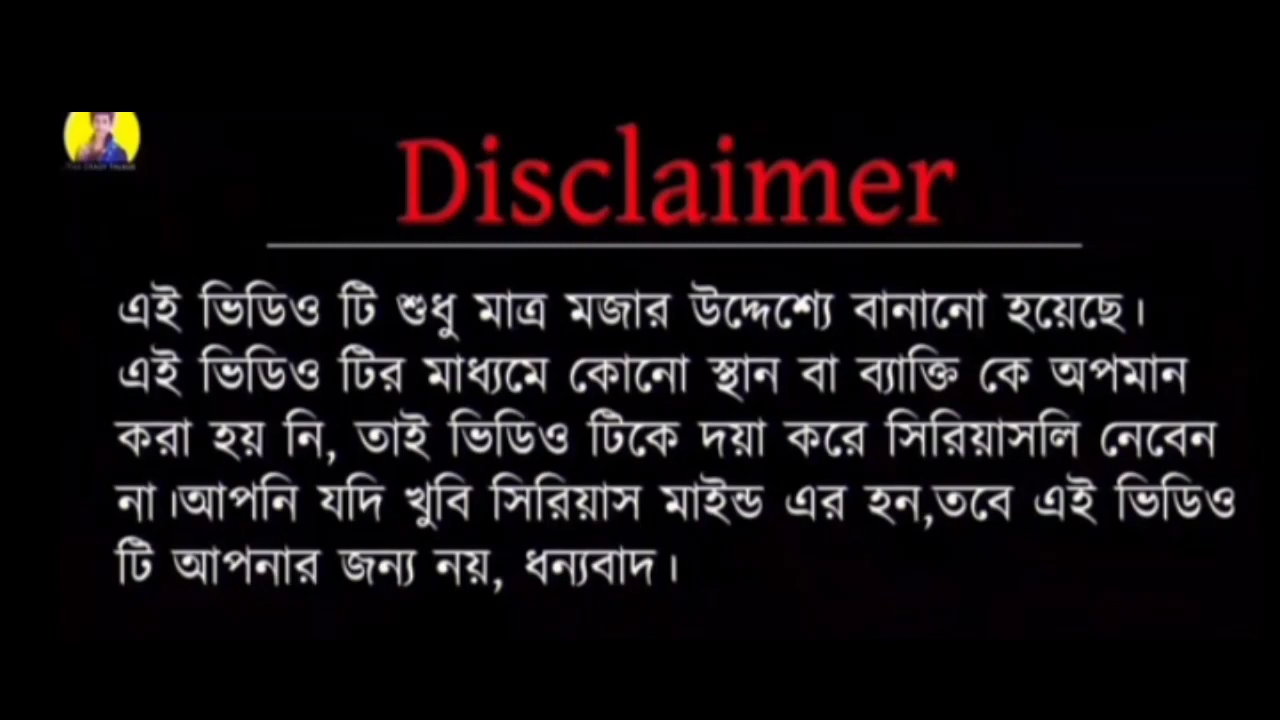 Disclaimer
এই ভিডিও টি শুধু মাত্র মজার উদ্দেশ্যে বানানো হয়েছে।
এই ভিডিও টির মাধ্যমে কোনো স্থান বা ব্যাক্তি কে অপমান
করা হয় নি, তাই ভিডিও টিকে দয়া করে সিরিয়াসলি নেবেন
না।আপনি যদি খুবি সিরিয়াস মাইন্ড এর হন,তবে এই ভিডিও
টি আপনার জন্য নয়, ধন্যবাদ।